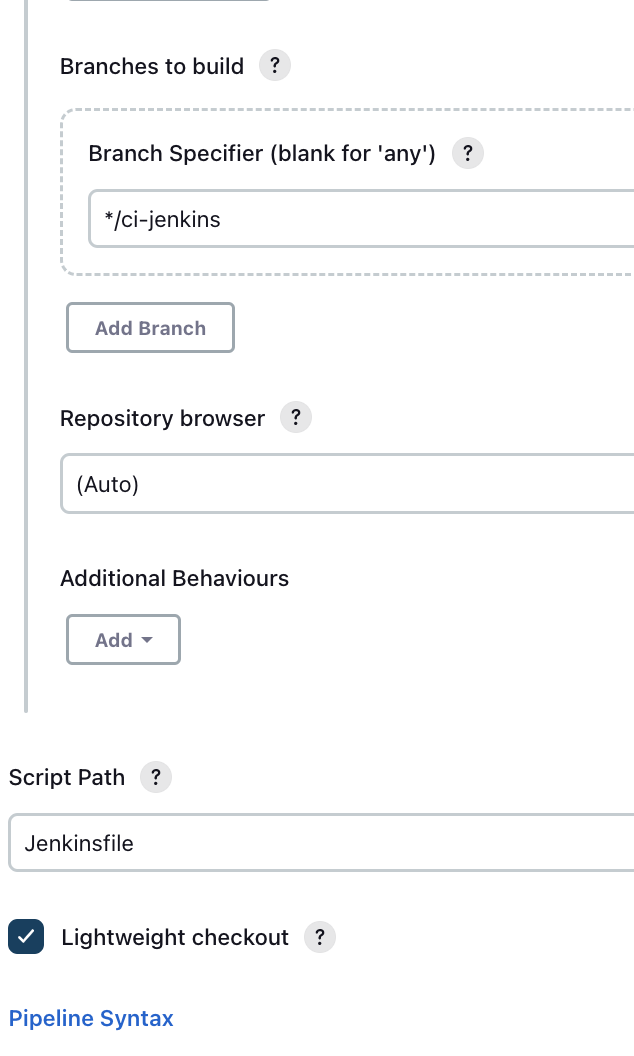 Branches to build ?
Branch Specifier (blank for 'any') ?
*/ci-jenkins
Add Branch
Repository browser ?
(Auto)
Additional Behaviours
Add
Script Path ?
Jenkinsfile
Lightweight checkout ?
Pipeline Syntax